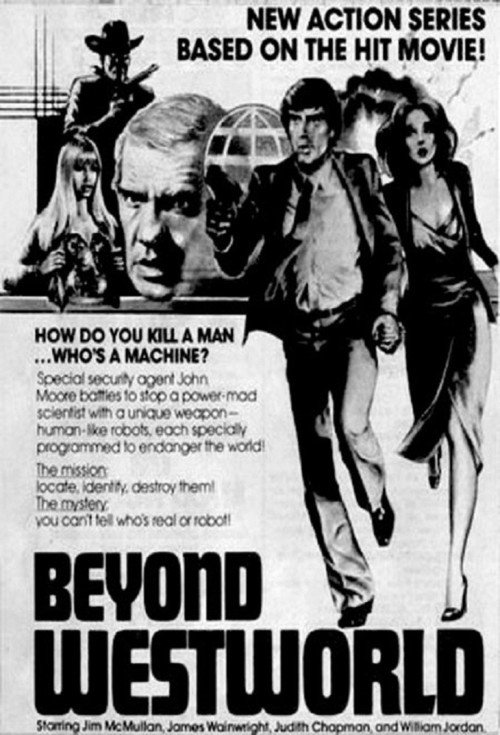 NEW ACTION SERIES
BASED ON THE HIT MOVIE!
HOW DO YOU KILL A MAN
...WHO'S A MACHINE?
Special security agent John
Moore battles to stop a power-mad
scientist with a unique weapon—
human-like robots, each specially
programmed to endanger the world!
The mission:
locate, identify, destroy them!
The mystery:
you can't tell who's real or robot!
BEYOND
WESTWORLD
Starring Jim McMullan, James Wainwright, Judith Chapman, and William Jordan.